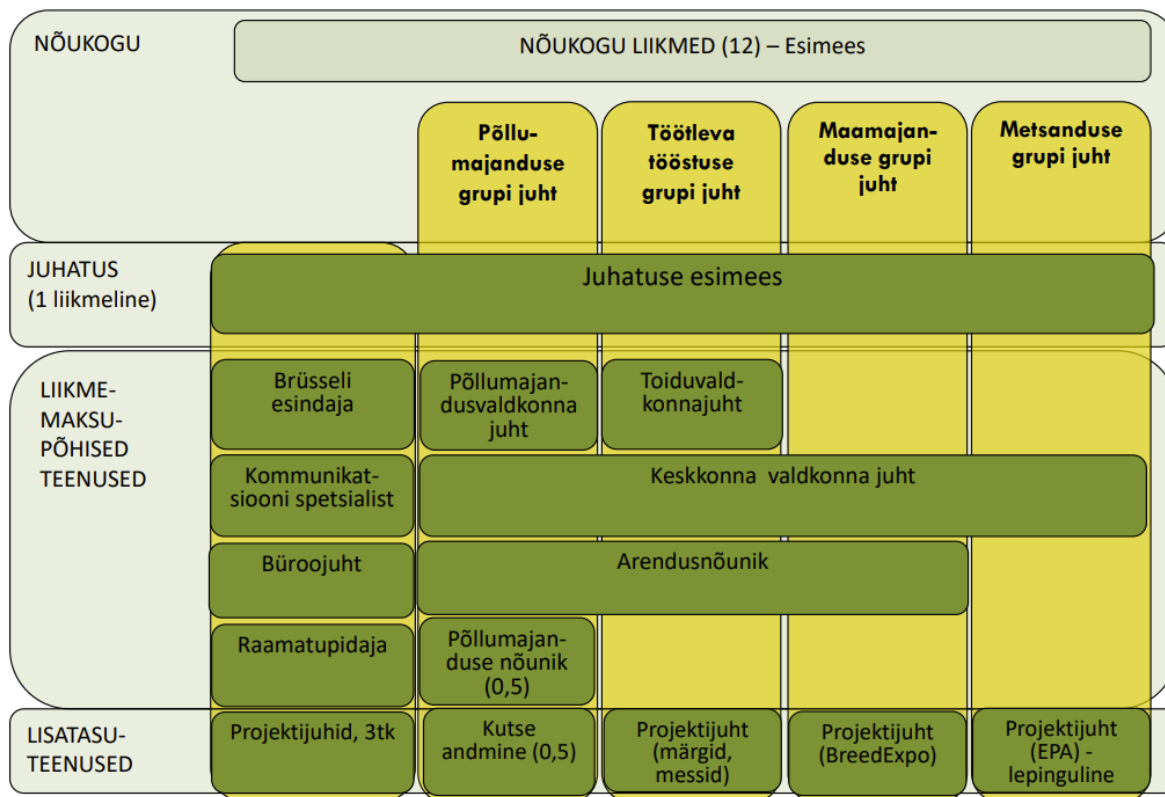 NÕUKOGU
NÕUKOGU LIIKMED (12) – Esimees
Põllu-
majanduse
grupi juht
Töötleva
tööstuse
grupi juht
Maamajan-
duse grupi
juht
Metsanduse
grupi juht
JUHATUS
(1 liikmeline)
Juhatuse esimees
LIIKME-
MAKSU-
PÕHISED
TEENUSED
Brüsseli
esindaja
Põllumajan-
dusvaldkonna
juht
Toiduvald-
konnajuht
Kommunikat-
siooni spetsialist
Keskkonna  valdkonna juht
Büroojuht
Arendusnõunik
Raamatupidaja
Põllumajan-
duse nõunik
(0,5)
LISATASU-
TEENUSED
Projektijuhid, 3tk
Kutse
andmine (0,5)
Projektijuht
(märgid,
messid)
Projektijuht
(BreedExpo)
Projektijuht
(EPA) -
lepinguline